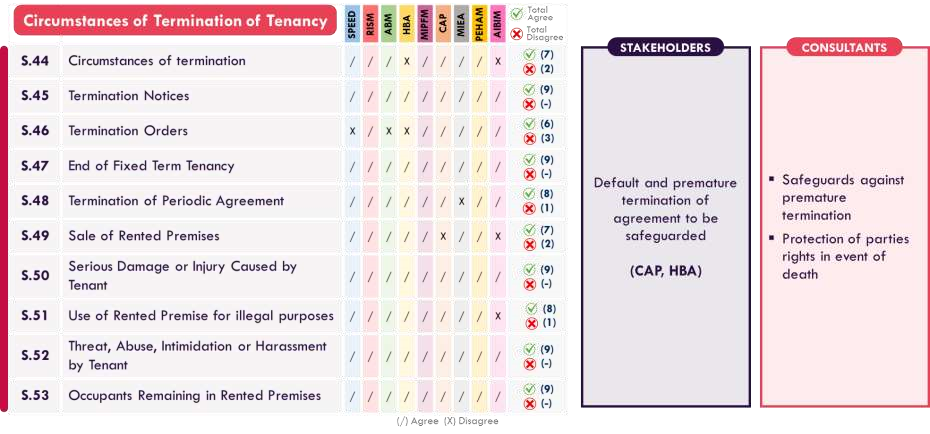 Circumstances of Termination of Tenancy
SPEED RISM ABM HBA MIPFM CAP MIEA PEHAM AIBIM
Total Agree
Total Disagree
S.44 Circumstances of termination / / / X / / / / X (7) (2)
S.45 Termination Notices / / / / / / / / / (9) (-)
S.46 Termination Orders X / X X / / / / / (6) (3)
S.47 End of Fixed Term Tenancy / / / / / / / / / (9) (-)
S.48 Termination of Periodic Agreement / / / / / / X / / (8) (1)
S.49 Sale of Rented Premises / / / / / X / / X (7) (2)
S.50 Serious Damage or Injury Caused by
Tenant / / / / / / / / / (9) (-)
S.51 Use of Rented Premise for illegal purposes / / / / / / / / X (8) (1)
S.52 Threat, Abuse, Intimidation or Harassment
by Tenant / / / / / / / / / (9) (-)
S.53 Occupants Remaining in Rented Premises / / / / / / / / / (9) (-)
(/) Agree (X) Disagree
STAKEHOLDERS
Default and premature
termination of
agreement to be
safeguarded
(CAP, HBA)
CONSULTANTS
▪ Safeguards against
premature
termination
▪ Protection of parties
rights in event of
death